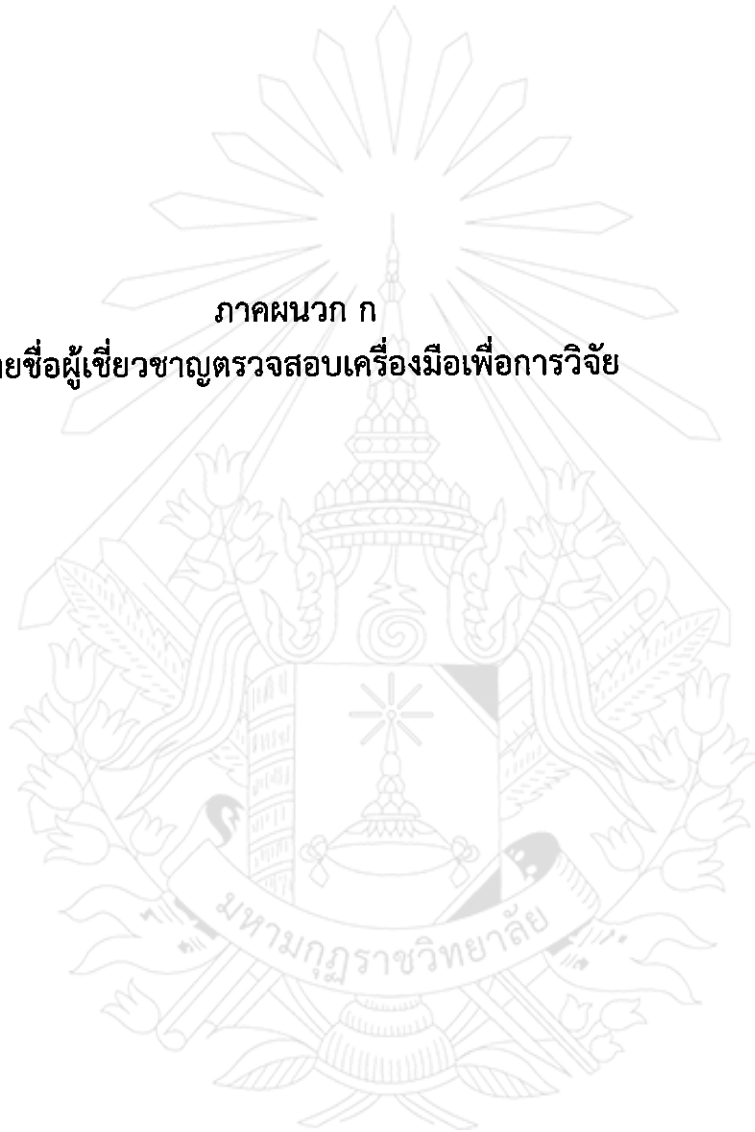 ภาคผนวก ก
ยชื่อผู้เชี่ยวชาญตรวจสอบเครื่องมือเพื่อการวิจัย
มหามกุฏราชวิทยาลัย